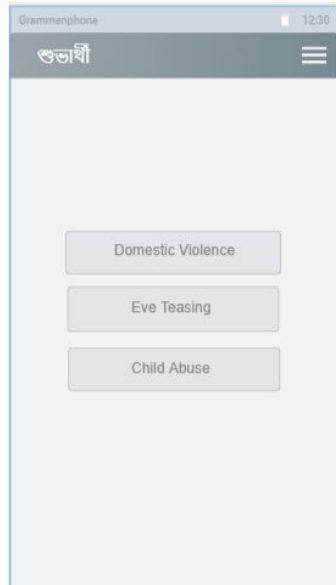 Grammenphone 12:30
শুভার্থী
Domestic Violence
Eve Teasing
Child Abuse